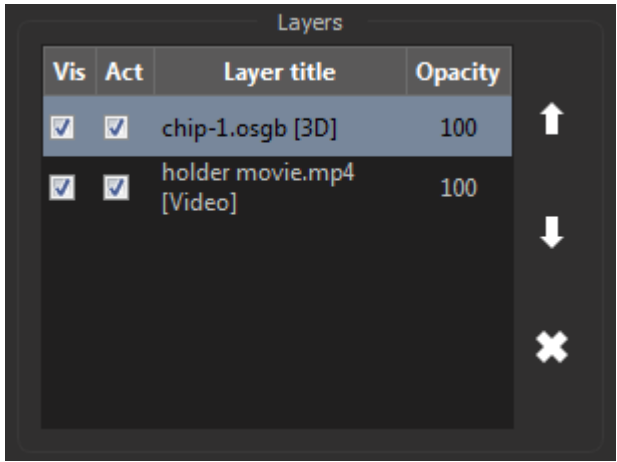 Layers
Vis Act Layer title Opacity
chip-1.osgb [3D] 100
holder movie.mp4 100
[Video]